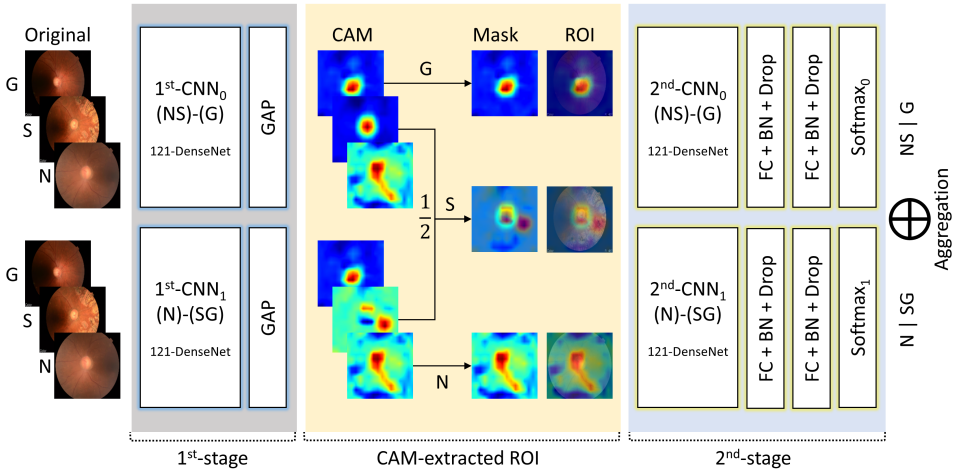 Original
G
S
N
1st-CNN0
(NS)-(G)
121-DenseNet
GAP
G
S
N
1st-CNN1
(N)-(SG)
121-DenseNet
GAP
1st-stage
CAM
Mask
ROI
G
1
2
S
N
CAM-extracted ROI
2nd-CNN0
(NS)-(G)
121-DenseNet
FC + BN + Drop
FC + BN + Drop
Softmax0
NS | G
2nd-CNN1
(N)-(SG)
121-DenseNet
FC + BN + Drop
FC + BN + Drop
Softmax1
N | SG
Aggregation
2nd-stage